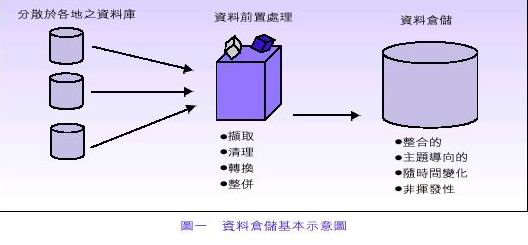 分散於各地之資料庫
資料前置處理
資料倉儲
●擷取
●清理
●轉換
●整併
●整合的
●主題導向的
●隨時間變化
●非揮發性
圖一 資料倉儲基本示意圖